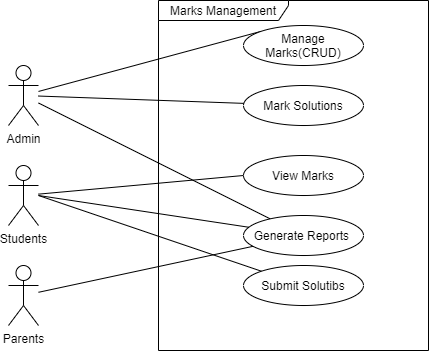 Marks Management
Manage
Marks(CRUD)
Mark Solutions
Admin
View Marks
Students
Generate Reports
Submit Solutibs
Parents